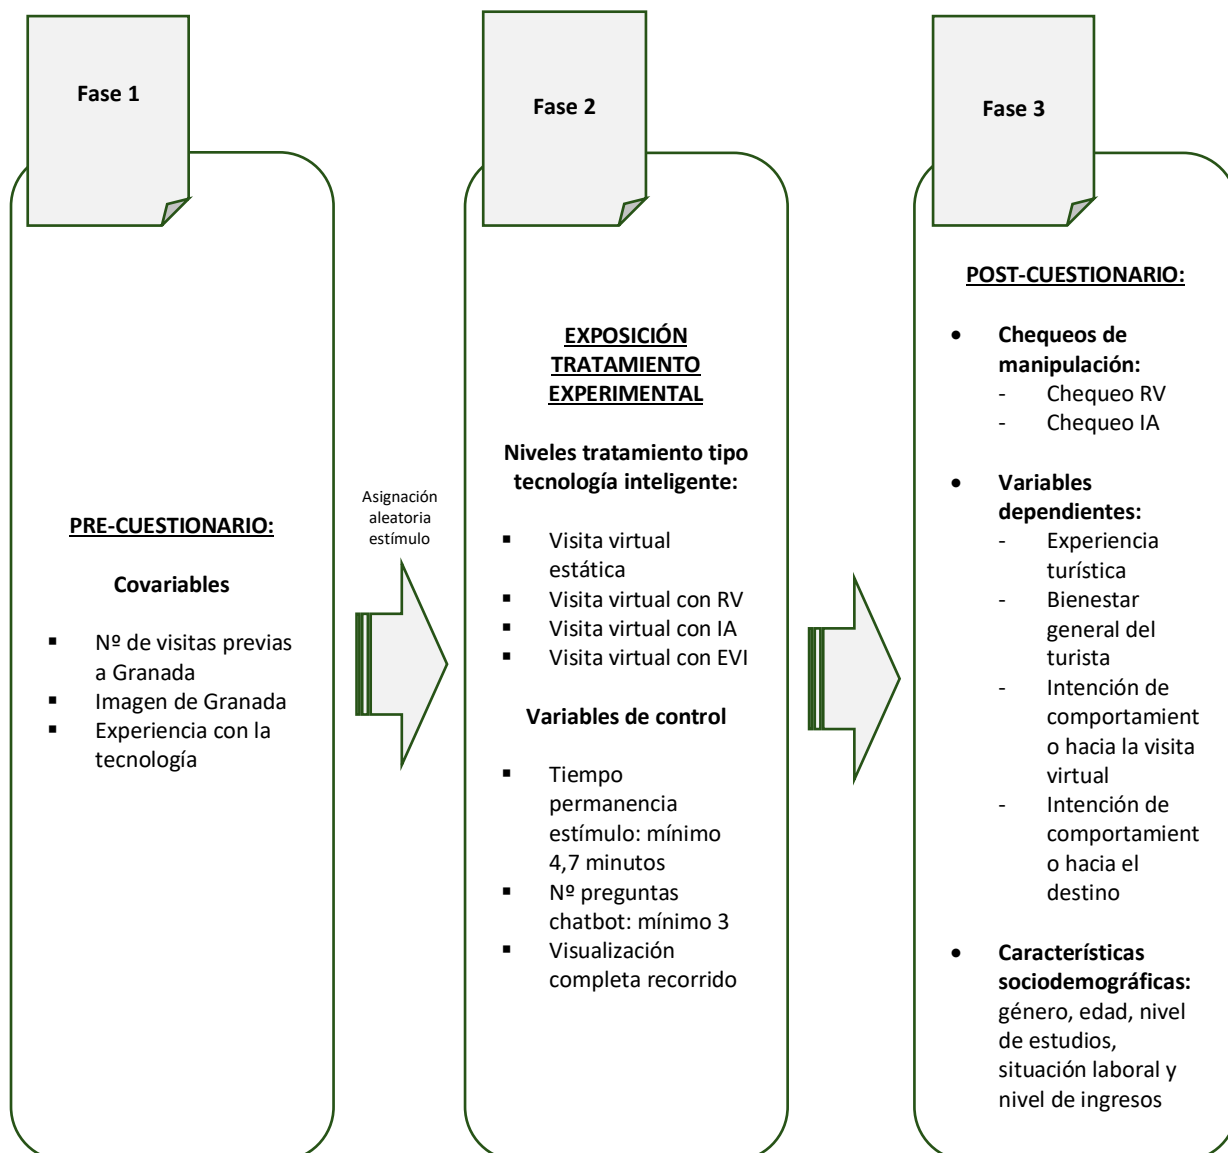 Fase 1
PRE-CUESTIONARIO:
Covariables
▪ Nº de visitas previas
a Granada
▪ Imagen de Granada
▪ Experiencia con la
tecnología
Asignación
aleatoria
estímulo
Fase 2
EXPOSICIÓN
TRATAMIENTO
EXPERIMENTAL
Niveles tratamiento tipo
tecnología inteligente:
▪ Visita virtual
estática
▪ Visita virtual con RV
▪ Visita virtual con IA
▪ Visita virtual con EVI
Variables de control
▪ Tiempo
permanencia
estímulo: mínimo
4,7 minutos
▪ Nº preguntas
chatbot: mínimo 3
▪ Visualización
completa recorrido
Fase 3
POST-CUESTIONARIO:
• Chequeos de
manipulación:
- Chequeo RV
- Chequeo IA
• Variables
dependientes:
- Experiencia
turística
- Bienestar
general del
turista
- Intención de
comportamient
o hacia la visita
virtual
- Intención de
comportamient
o hacia el
destino
• Características
sociodemográficas:
género, edad, nivel
de estudios,
situación laboral y
nivel de ingresos